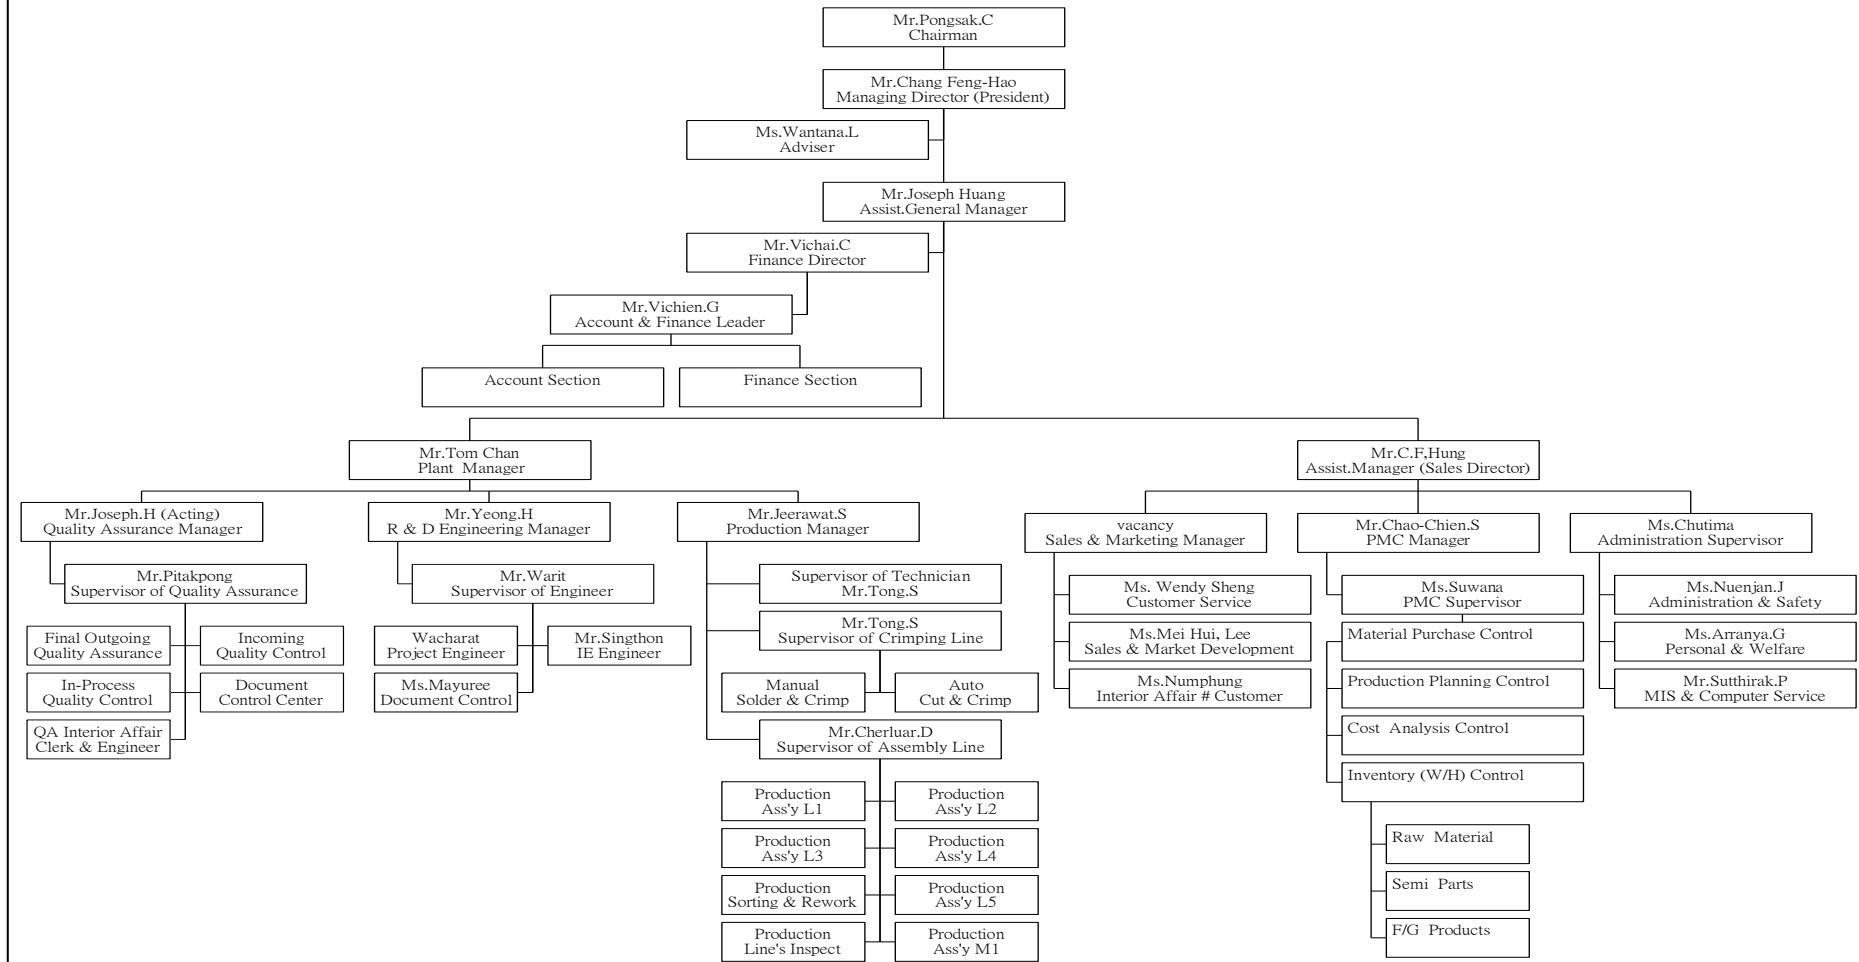 Mr.Pongsak.C
Chairman
Mr.Chang Feng-Hao
Managing Director (President)
Ms.Wantana.L
Adviser
Mr.Joseph Huang
Assist.General Manager
Mr.Vichai.C
Finance Director
Mr.Vichien.G
Account & Finance Leader
Account Section
Finance Section
Mr.Tom Chan
Plant  Manager
Mr.C.F,Hung
Assist.Manager (Sales Director)
Mr.Joseph.H (Acting)
Quality Assurance Manager
Mr.Pitakpong
Supervisor of Quality Assurance
Final Outgoing
Quality Assurance
Incoming
Quality Control
In-Process
Quality Control
Document
Control Center
QA Interior Affair
Clerk & Engineer
Mr.Yeong.H
R & D Engineering Manager
Mr.Warit
Supervisor of Engineer
Wacharat
Project Engineer
Mr.Singthon
IE Engineer
Ms.Mayuree
Document Control
Mr.Jeerawat.S
Production Manager
Supervisor of Technician
Mr.Tong.S
Mr.Tong.S
Supervisor of Crimping Line
Manual
Solder & Crimp
Auto
Cut & Crimp
Mr.Cherluar.D
Supervisor of Assembly Line
Production
Ass'y L1
Production
Ass'y L2
Production
Ass'y L3
Production
Ass'y L4
Production
Sorting & Rework
Production
Ass'y L5
Production
Line's Inspect
Production
Ass'y M1
vacancy
Sales & Marketing Manager
Ms. Wendy Sheng
Customer Service
Ms.Mei Hui, Lee
Sales & Market Development
Ms.Numphung
Interior Affair # Customer
Mr.Chao-Chien.S
PMC Manager
Ms.Suwana
PMC Supervisor
Material Purchase Control
Production Planning Control
Cost  Analysis Control
Inventory (W/H) Control
Raw  Material
Semi  Parts
F/G  Products
Ms.Chutima
Administration Supervisor
Ms.Nuenjan.J
Administration & Safety
Ms.Arranya.G
Personal & Welfare
Mr.Sutthirak.P
MIS & Computer Service